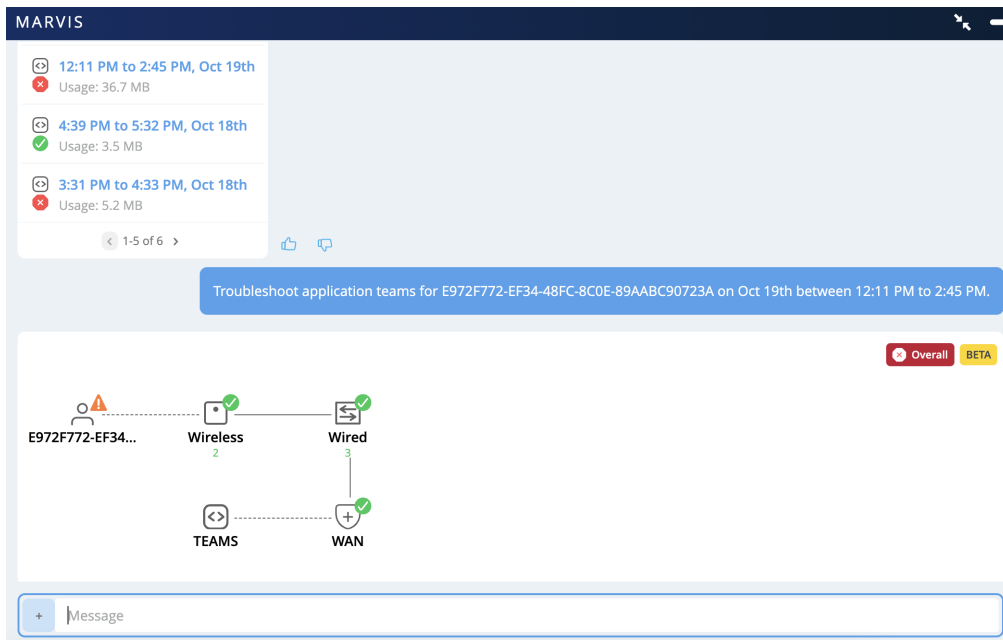 MARVIS
12:11 PM to 2:45 PM, Oct 19th
Usage: 36.7 MB
4:39 PM to 5:32 PM, Oct 18th
Usage: 3.5 MB
3:31 PM to 4:33 PM, Oct 18th
Usage: 5.2 MB
1-5 of 6
Troubleshoot application teams for E972F772-EF34-48FC-8C0E-89AABC90723A on Oct 19th between 12:11 PM to 2:45 PM.
Overall BETA
E972F772-EF34... Wireless Wired
2 3
TEAMS WAN
+ Message